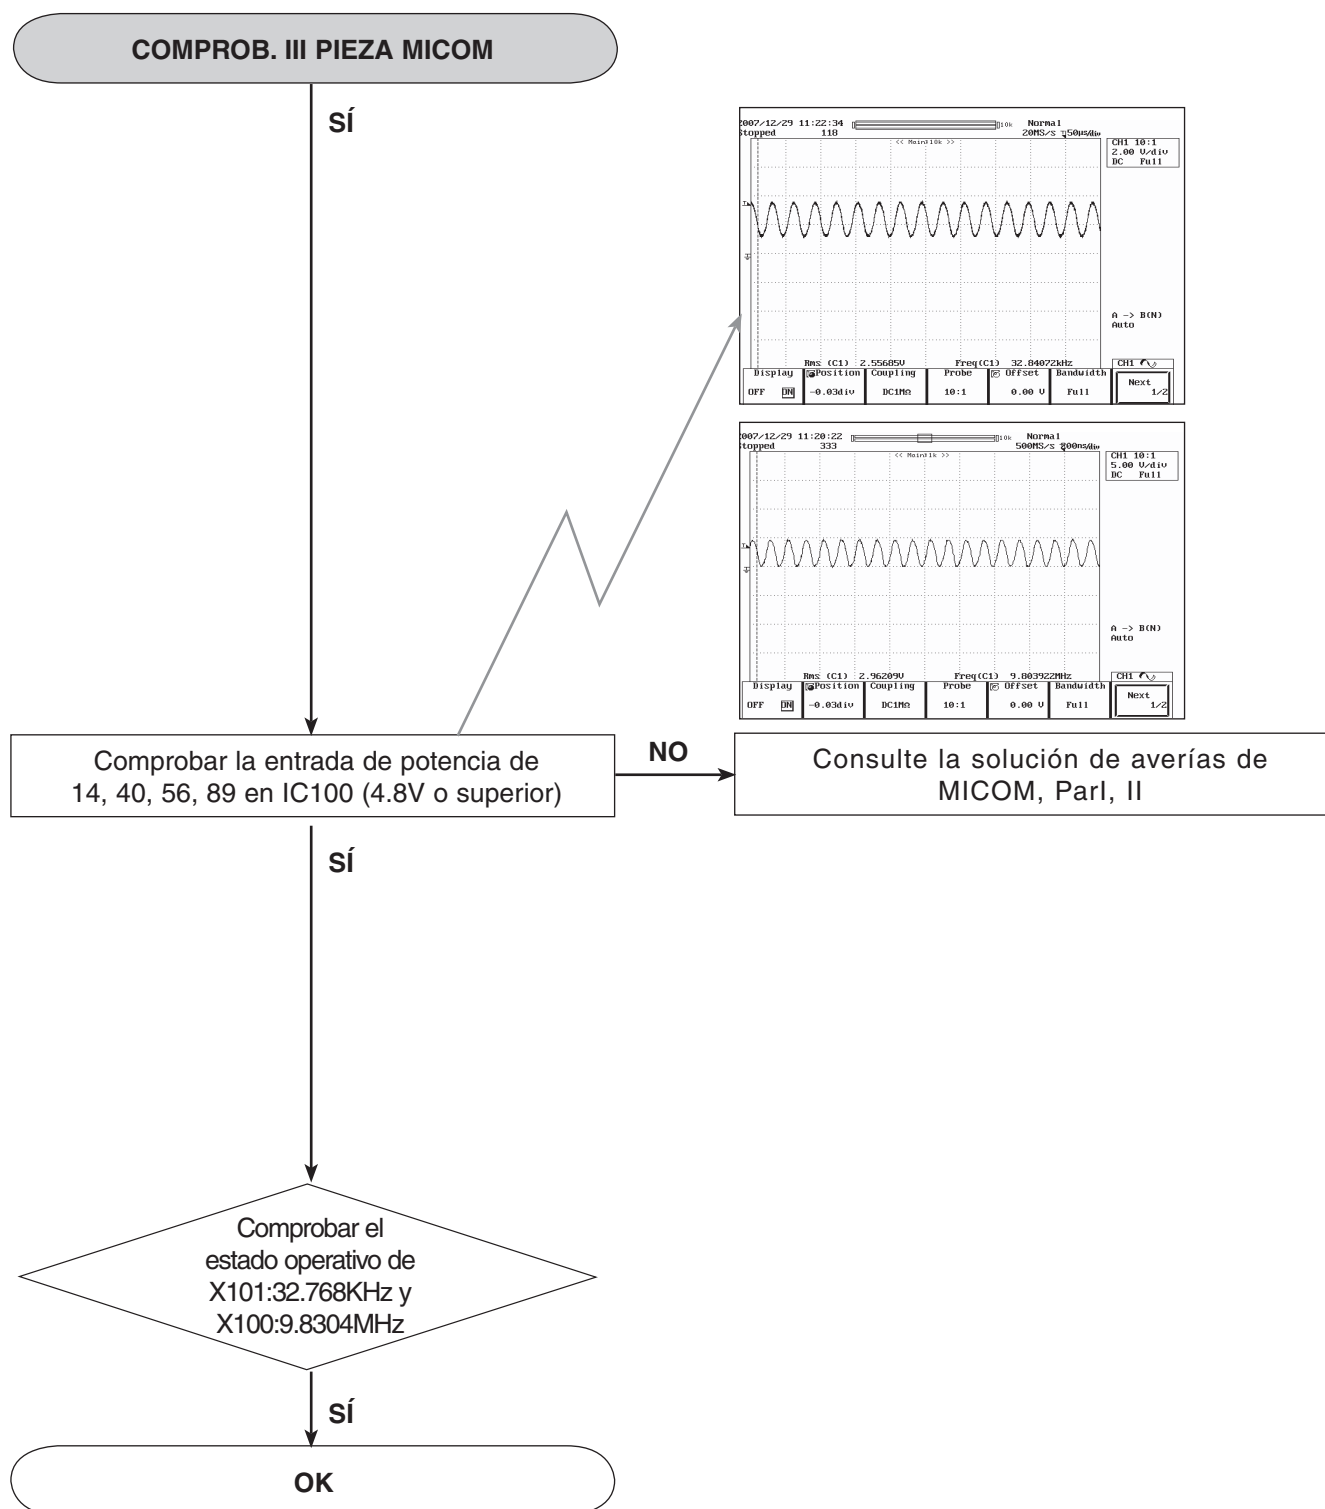 COMPROB. III PIEZA MICOM
SÍ
2007/12/29 11:22:34 10k Normal
Stopped 118 20MS/s 50µs/div
<< Main:10k >>
CH1 10:1
2.00 V/div
DC Full
A -> B(N)
Auto
Rms (C1) 2.55685V Freq(C1) 32.84072kHz
CH1
Display Position Coupling Probe Offset Bandwidth
Next
OFF ON -0.03div DC1MΩ 10:1 0.00 V Full
1/2
2007/12/29 11:20:22 10k Normal
Stopped 333 500MS/s 200ns/div
<< Main:1k >>
CH1 10:1
5.00 V/div
DC Full
A -> B(N)
Auto
Rms (C1) 2.96209V Freq(C1) 9.803922MHz
CH1
Display Position Coupling Probe Offset Bandwidth
Next
OFF ON -0.03div DC1MΩ 10:1 0.00 V Full
1/2
Comprobar la entrada de potencia de
14, 40, 56, 89 en IC100 (4.8V o superior)
NO
Consulte la solución de averías de
MICOM, ParI, II
SÍ
Comprobar el
estado operativo de
X101:32.768KHz y
X100:9.8304MHz
SÍ
OK